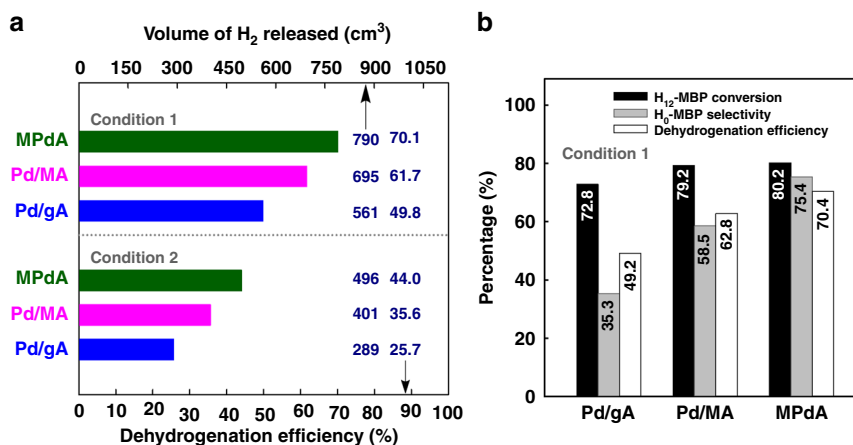 a
Volume of H₂ released (cm³)
0 150 300 450 600 750 900 1050
Condition 1
MPdA 790 70.1
Pd/MA 695 61.7
Pd/gA 561 49.8
Condition 2
MPdA 496 44.0
Pd/MA 401 35.6
Pd/gA 289 25.7
0 10 20 30 40 50 60 70 80 90 100
Dehydrogenation efficiency (%)
b
H₁₂-MBP conversion
H₀-MBP selectivity
Dehydrogenation efficiency
Condition 1
Percentage (%)
100
80
60
40
20
0
72.8 35.3 49.2
79.2 58.5 62.8
80.2 75.4 70.4
Pd/gA Pd/MA MPdA